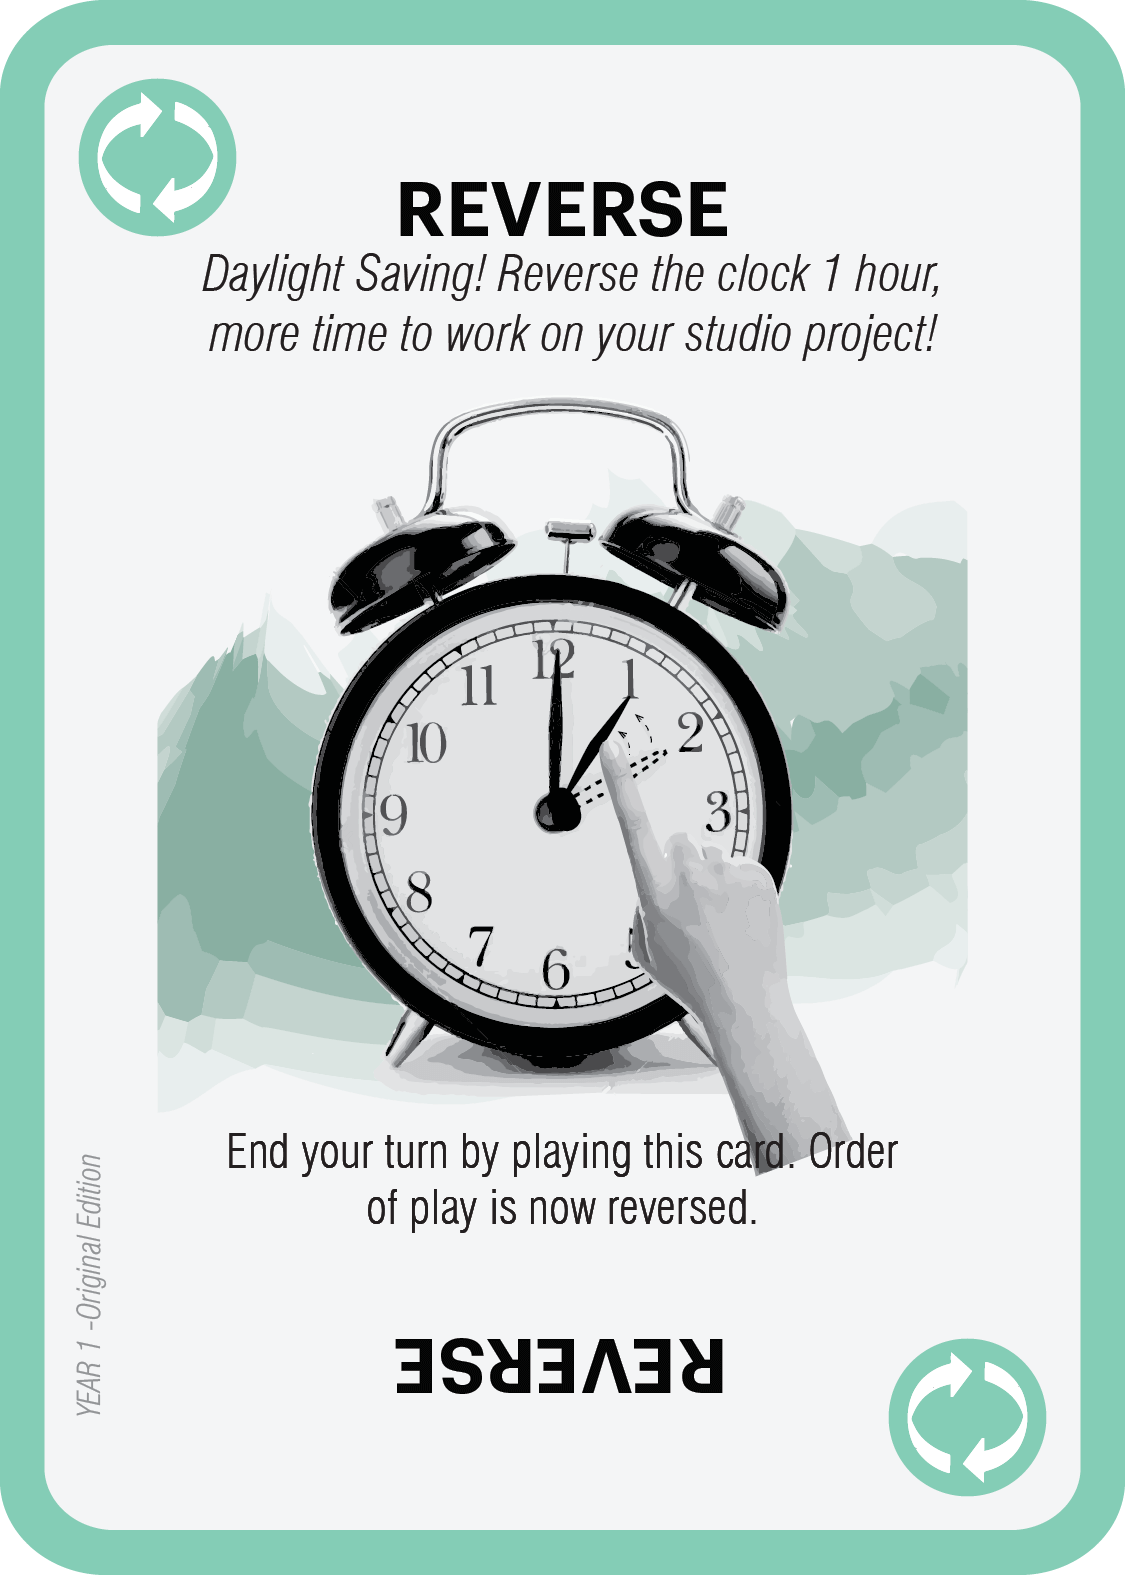 REVERSE
Daylight Saving! Reverse the clock 1 hour,
more time to work on your studio project!
12
11
1
10
2
9
3
8
7
6
5
End your turn by playing this card. Order
of play is now reversed.
YEAR 1 -Original Edition
REVERSE